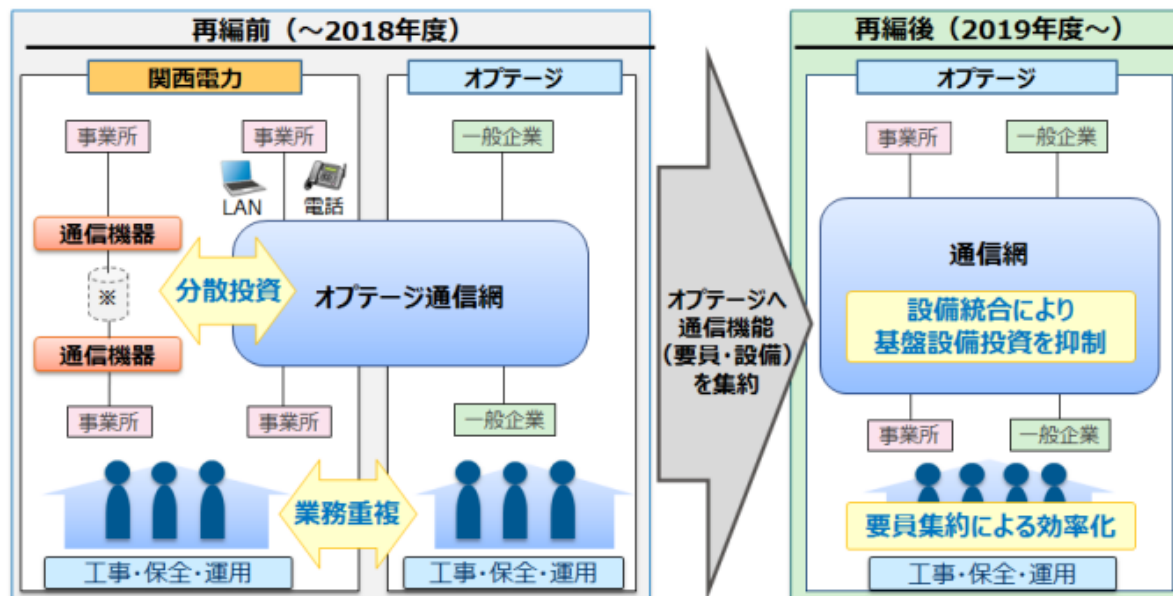 再編前（～2018年度）
関西電力
オプテージ
事業所
事業所
一般企業
LAN
電話
通信機器
※
通信機器
分散投資
オプテージ通信網
事業所
事業所
一般企業
業務重複
工事・保全・運用
工事・保全・運用
オプテージへ
通信機能
（要員・設備）
を集約
再編後（2019年度～）
オプテージ
事業所
一般企業
通信網
設備統合により
基盤設備投資を抑制
事業所
一般企業
要員集約による効率化
工事・保全・運用